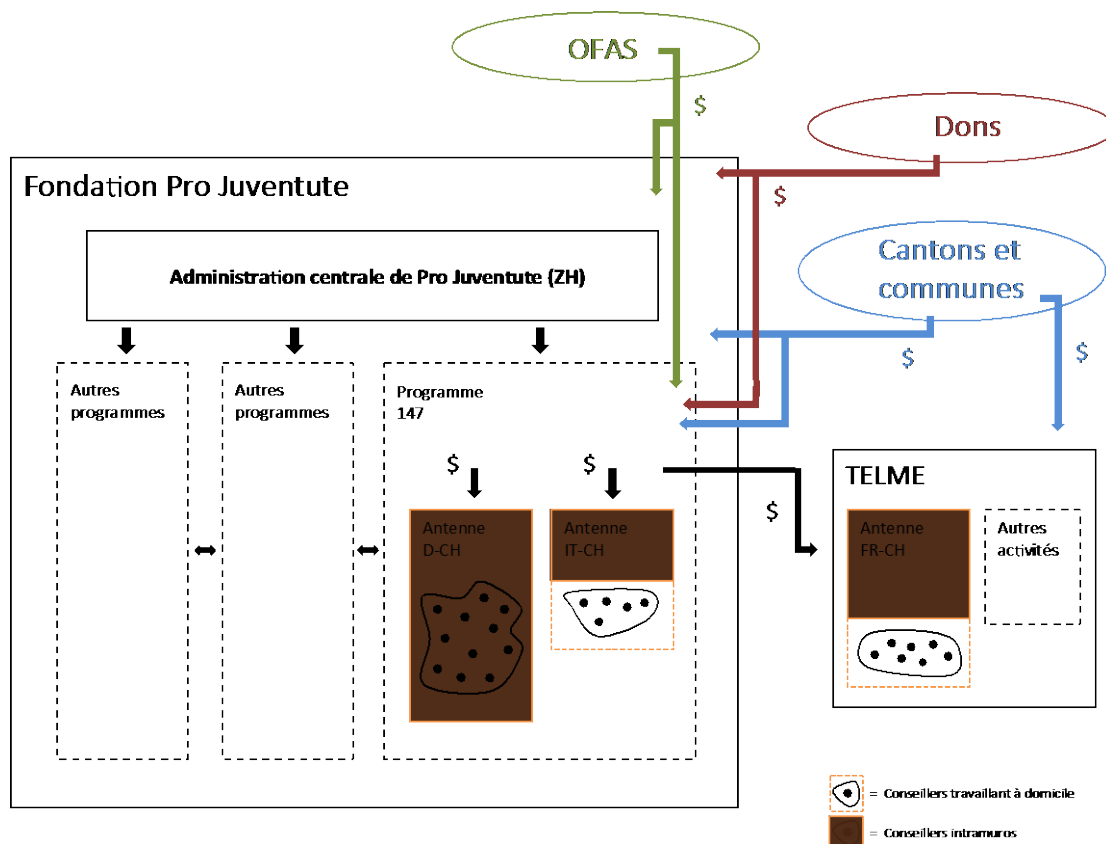 OFAS
$
Dons
Fondation Pro Juventute
$
Cantons et
communes
Administration centrale de Pro Juventute (ZH)
$
$
Autres
programmes
Autres
programmes
Programme
147
$
$
TELME
$
Antenne
D-CH
Antenne
IT-CH
Antenne
FR-CH
Autres
activités
= Conseillers travaillant à domicile
= Conseillers intramuros